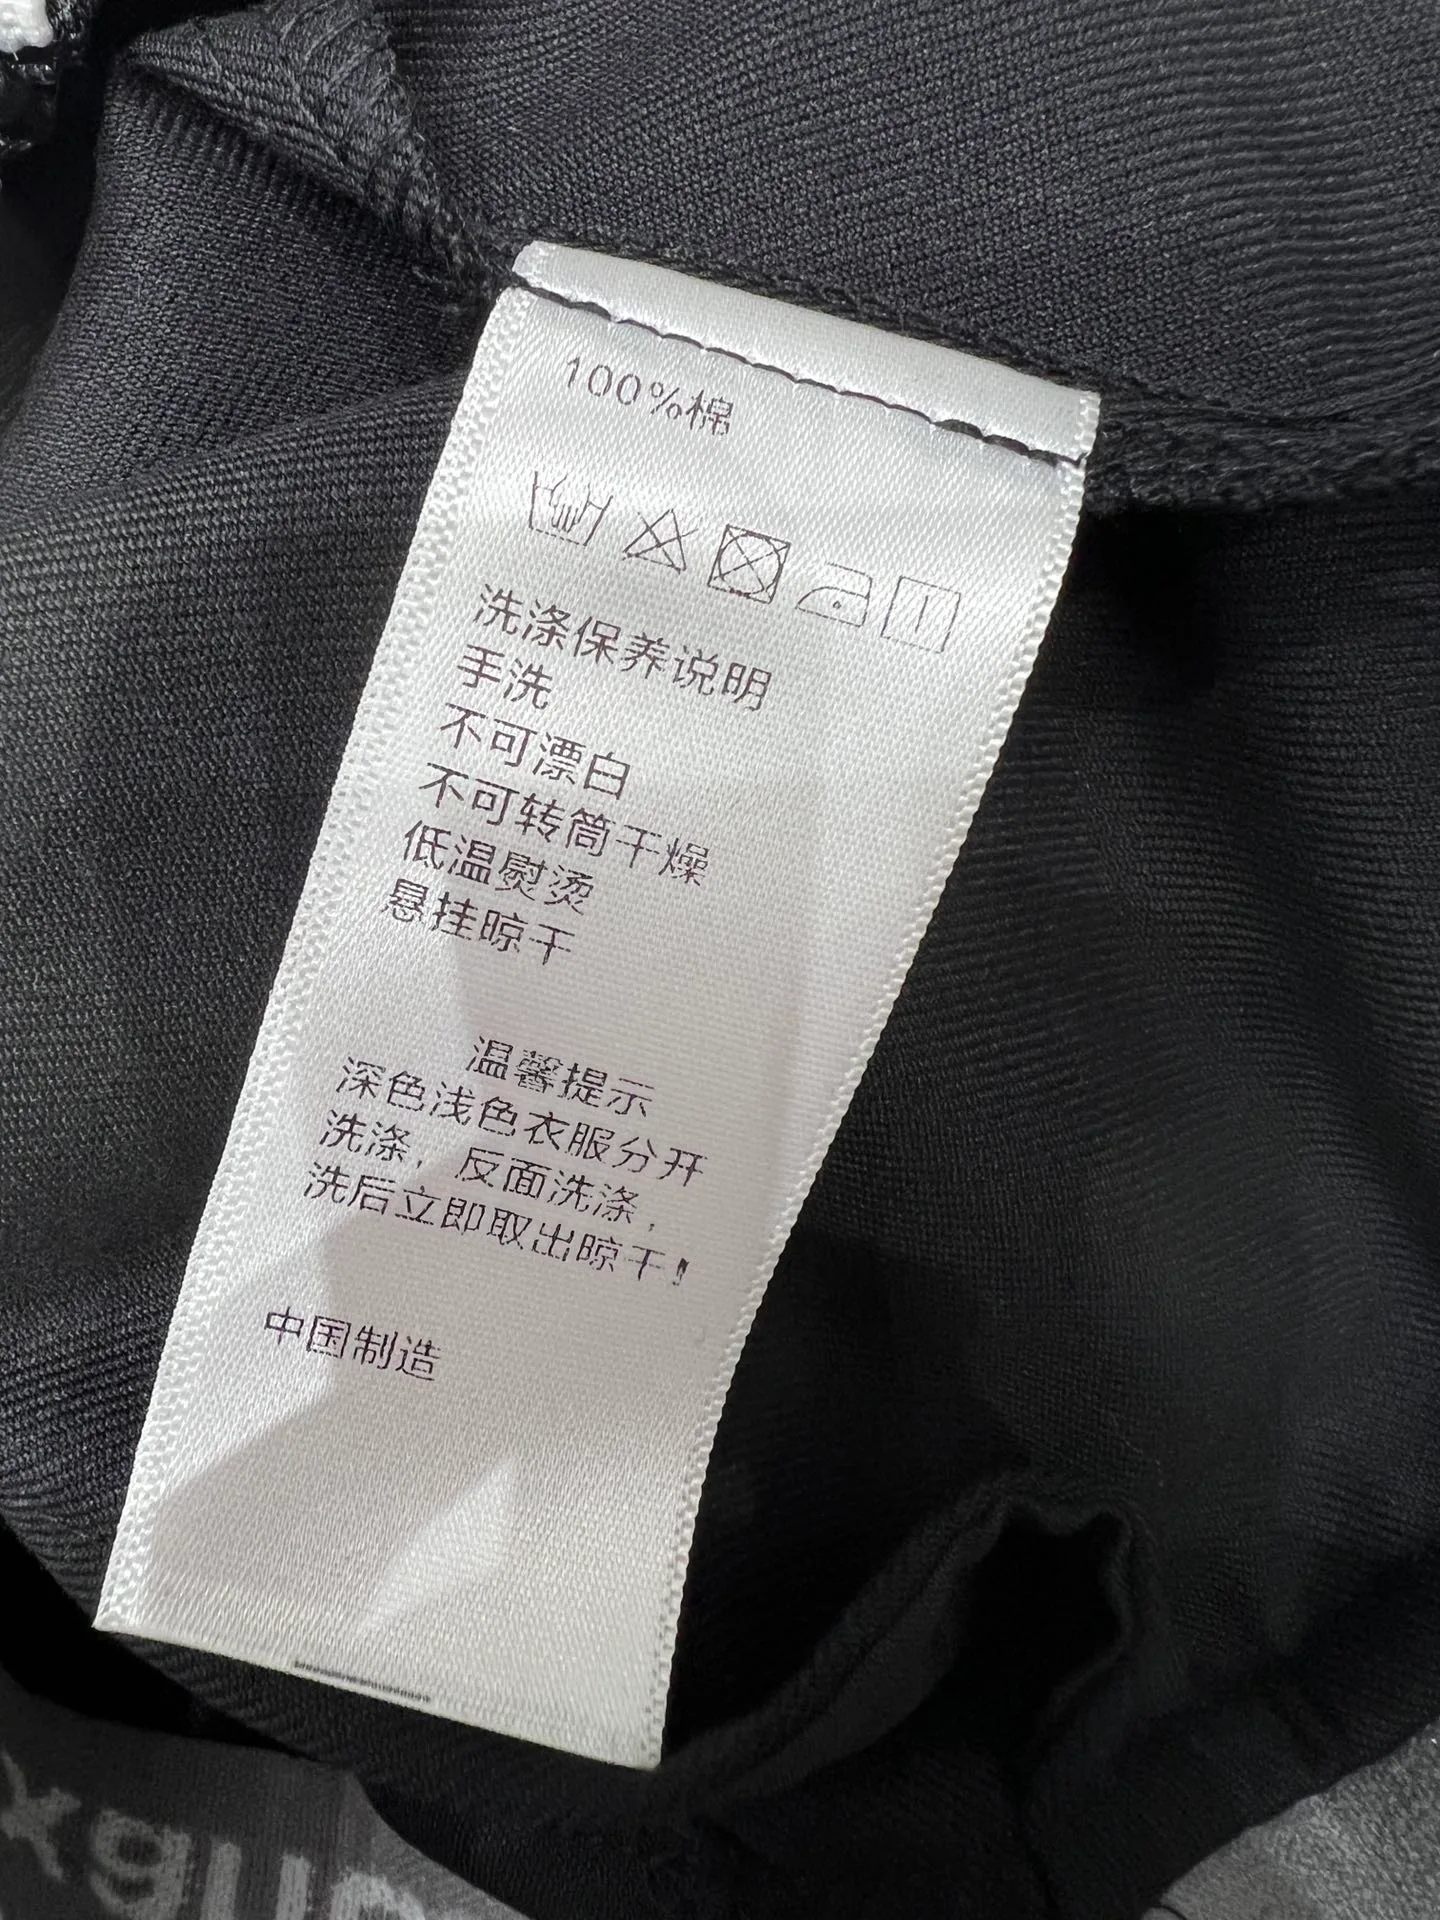 100%棉
洗涤保养说明
手洗
不可漂白
不可转筒干燥
低温熨烫
悬挂晾干
温馨提示
深色浅色衣服分开
洗涤，反面洗涤，
洗后立即取出晾干!
中国制造